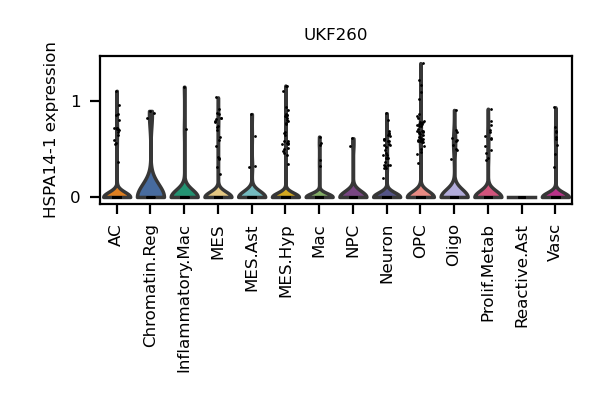 UKF260
HSPA14-1 expression
1
0
AC
Chromatin.Reg
Inflammatory.Mac
MES
MES.Ast
MES.Hyp
Mac
NPC
Neuron
OPC
Oligo
Prolif.Metab
Reactive.Ast
Vasc